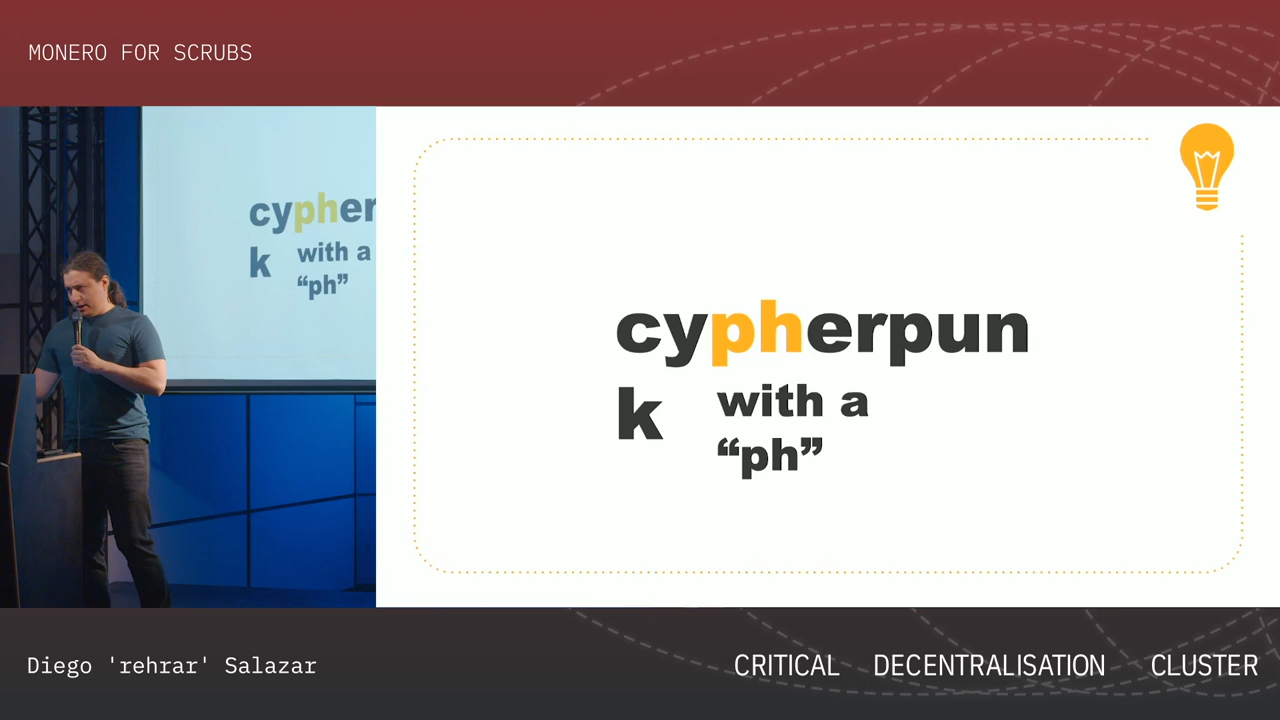 MONERO FOR SCRUBS
cypher
k with a
“ph”
cypherpun
k with a
“ph”
Diego 'rehrar' Salazar
CRITICAL DECENTRALISATION CLUSTER